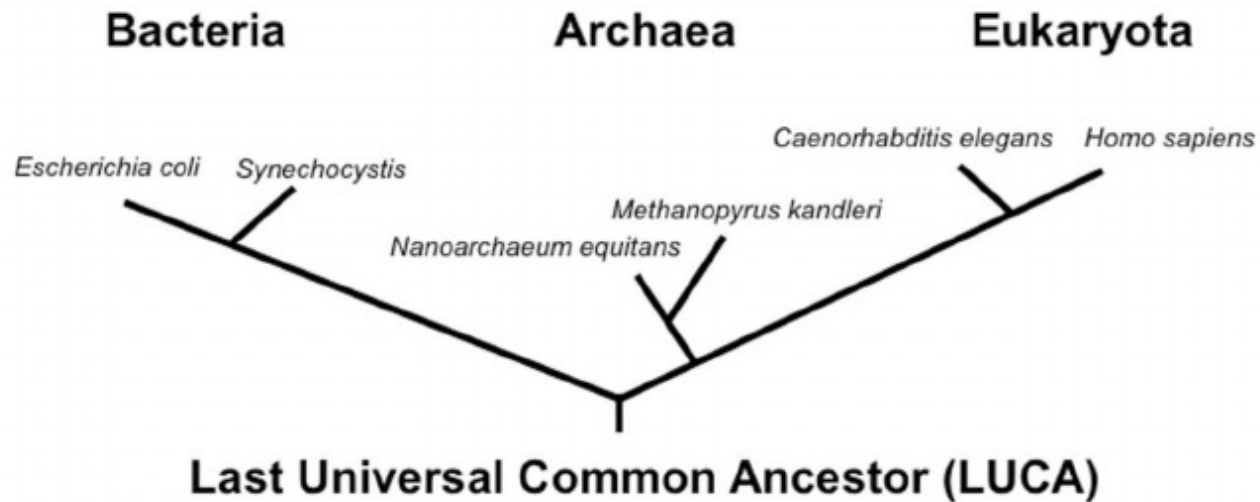 Bacteria Archaea Eukaryota
Caenorhabditis elegans Homo sapiens
Escherichia coli Synechocystis
Methanopyrus kandleri
Nanoarchaeum equitans
Last Universal Common Ancestor (LUCA)